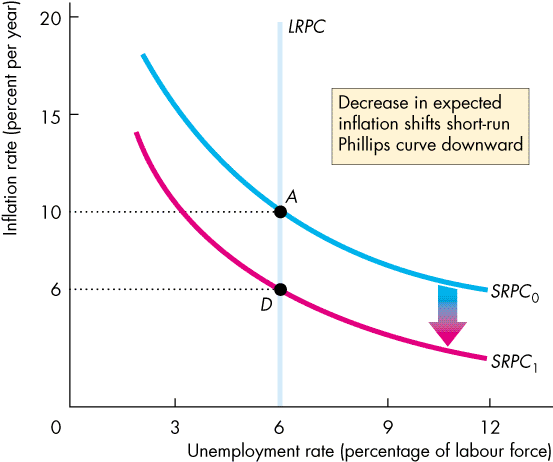 Inflation rate (percent per year)
20
15
10
6
0
LRPC
Decrease in expected
inflation shifts short-run
Phillips curve downward
A
D
SRPC0
SRPC1
3
6
9
12
Unemployment rate (percentage of labour force)